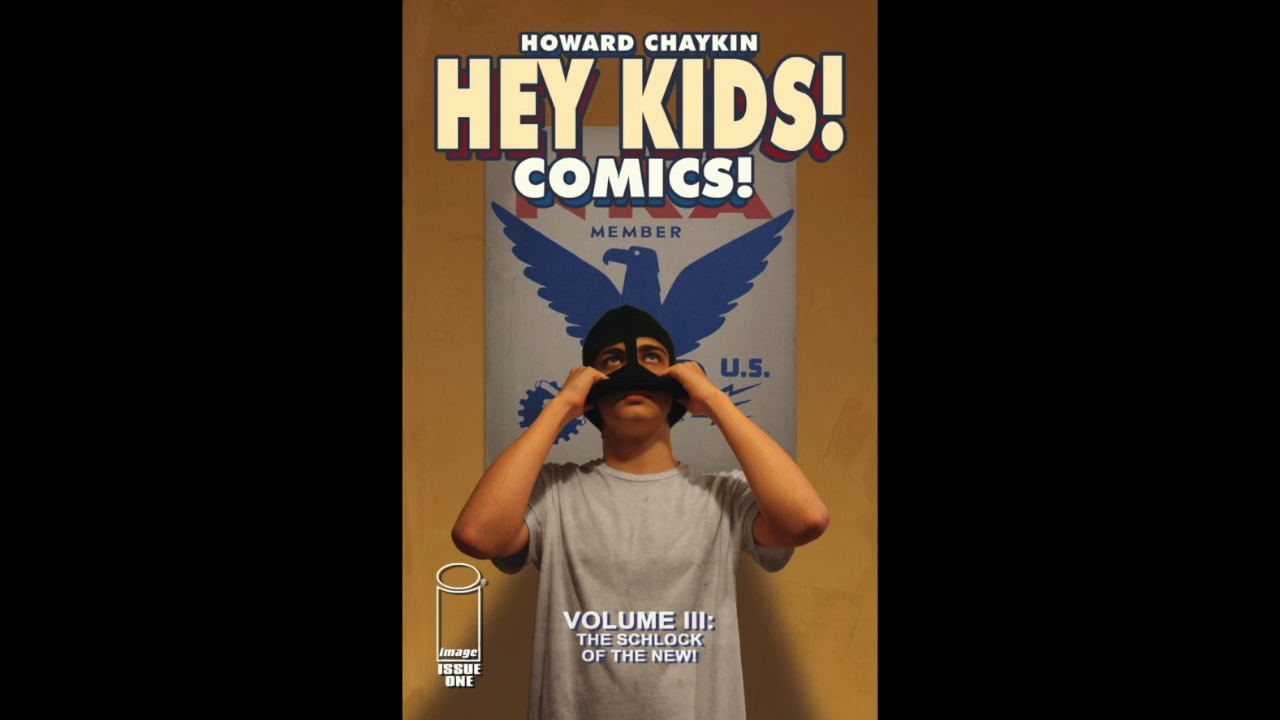 HOWARD CHAYKIN
HEY KIDS!
COMICS!
NRA
MEMBER
U.S.
VOLUME III:
THE SCHLOCK
OF THE NEW!
image
ISSUE
ONE